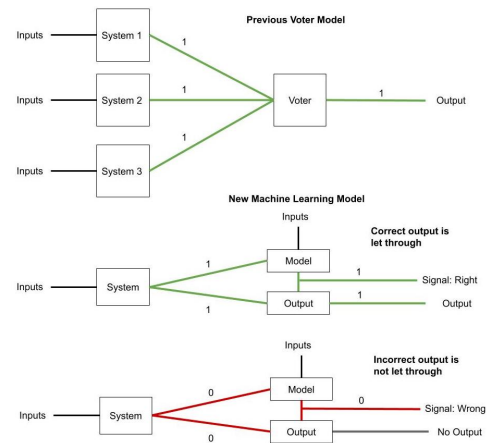 Previous Voter Model
Inputs
System 1
1
Inputs
System 2
1
Voter
1
Output
1
Inputs
System 3
New Machine Learning Model
Inputs
Correct output is
let through
Model
1
1
Signal: Right
Inputs
System
Output
1
Output
1
Inputs
Incorrect output is
not let through
Model
0
0
Signal: Wrong
Inputs
System
Output
No Output
0